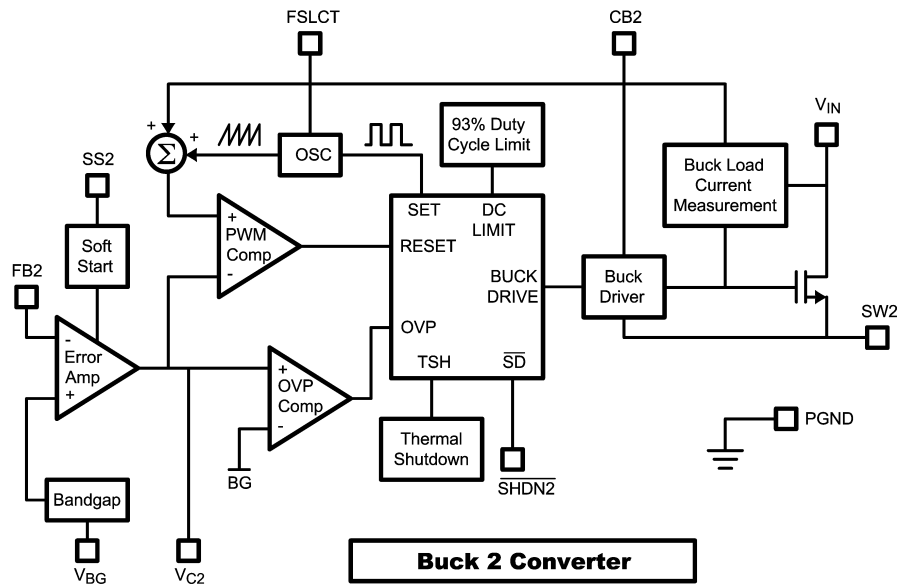 FSLCT
CB2
+
+
Σ
93% Duty
Cycle Limit
V_IN
OSC
SS2
Buck Load
Current
Measurement
SET
DC
LIMIT
+
PWM
Comp
-
RESET
Soft
Start
FB2
BUCK
DRIVE
Buck
Driver
SW2
-
Error
Amp
+
OVP
+
OVP
Comp
-
TSH
S̅D̅
BG
Thermal
Shutdown
PGND
S̅H̅D̅N̅2̅
Bandgap
V_BG
V_C2
Buck 2 Converter